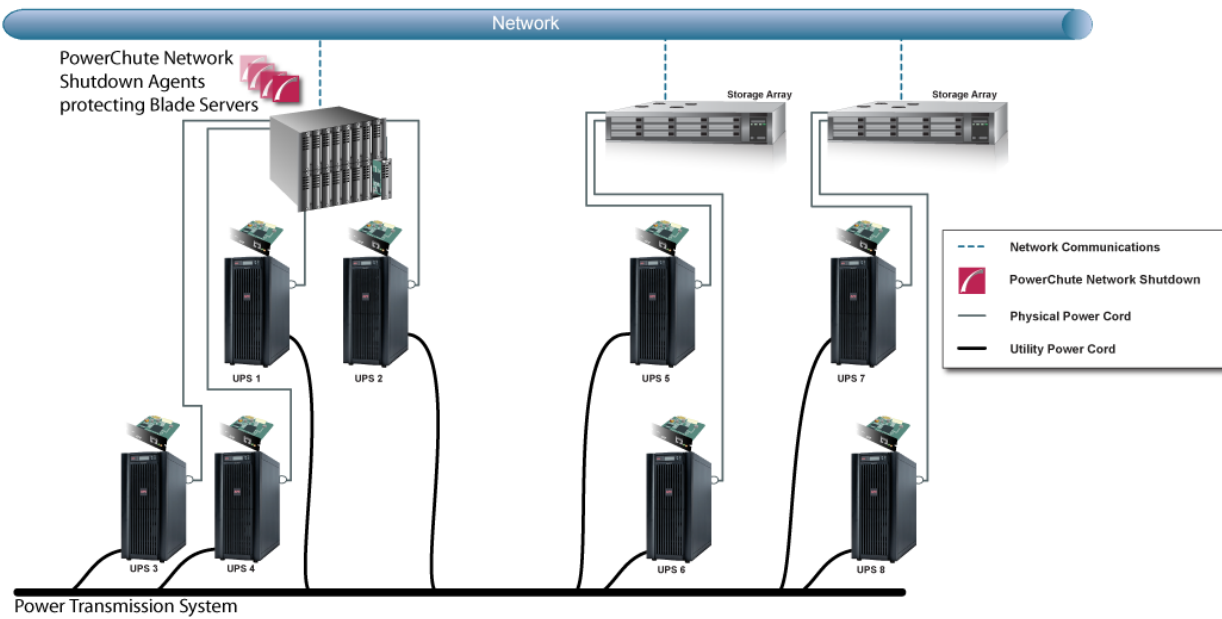 Network
PowerChute Network
Shutdown Agents
protecting Blade Servers
Storage Array
Storage Array
Network Communications
PowerChute Network Shutdown
Physical Power Cord
Utility Power Cord
UPS 1
UPS 2
UPS 5
UPS 7
UPS 3
UPS 4
UPS 6
UPS 8
Power Transmission System